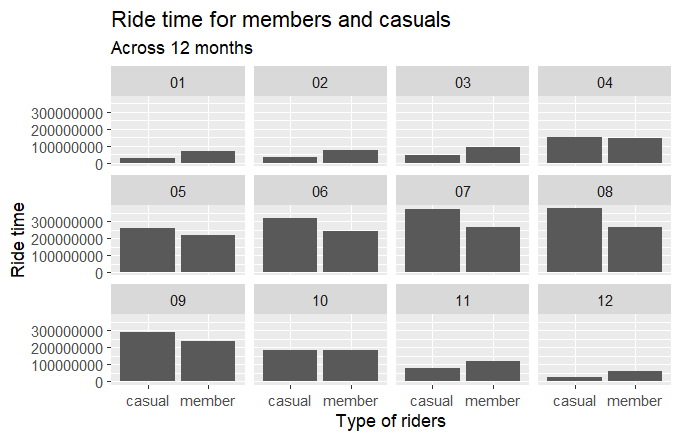 Ride time for members and casuals
Across 12 months
01 02 03 04
300000000
200000000
100000000
0
05 06 07 08
300000000
200000000
100000000
0
09 10 11 12
300000000
200000000
100000000
0
Ride time
casual member casual member casual member casual member
Type of riders